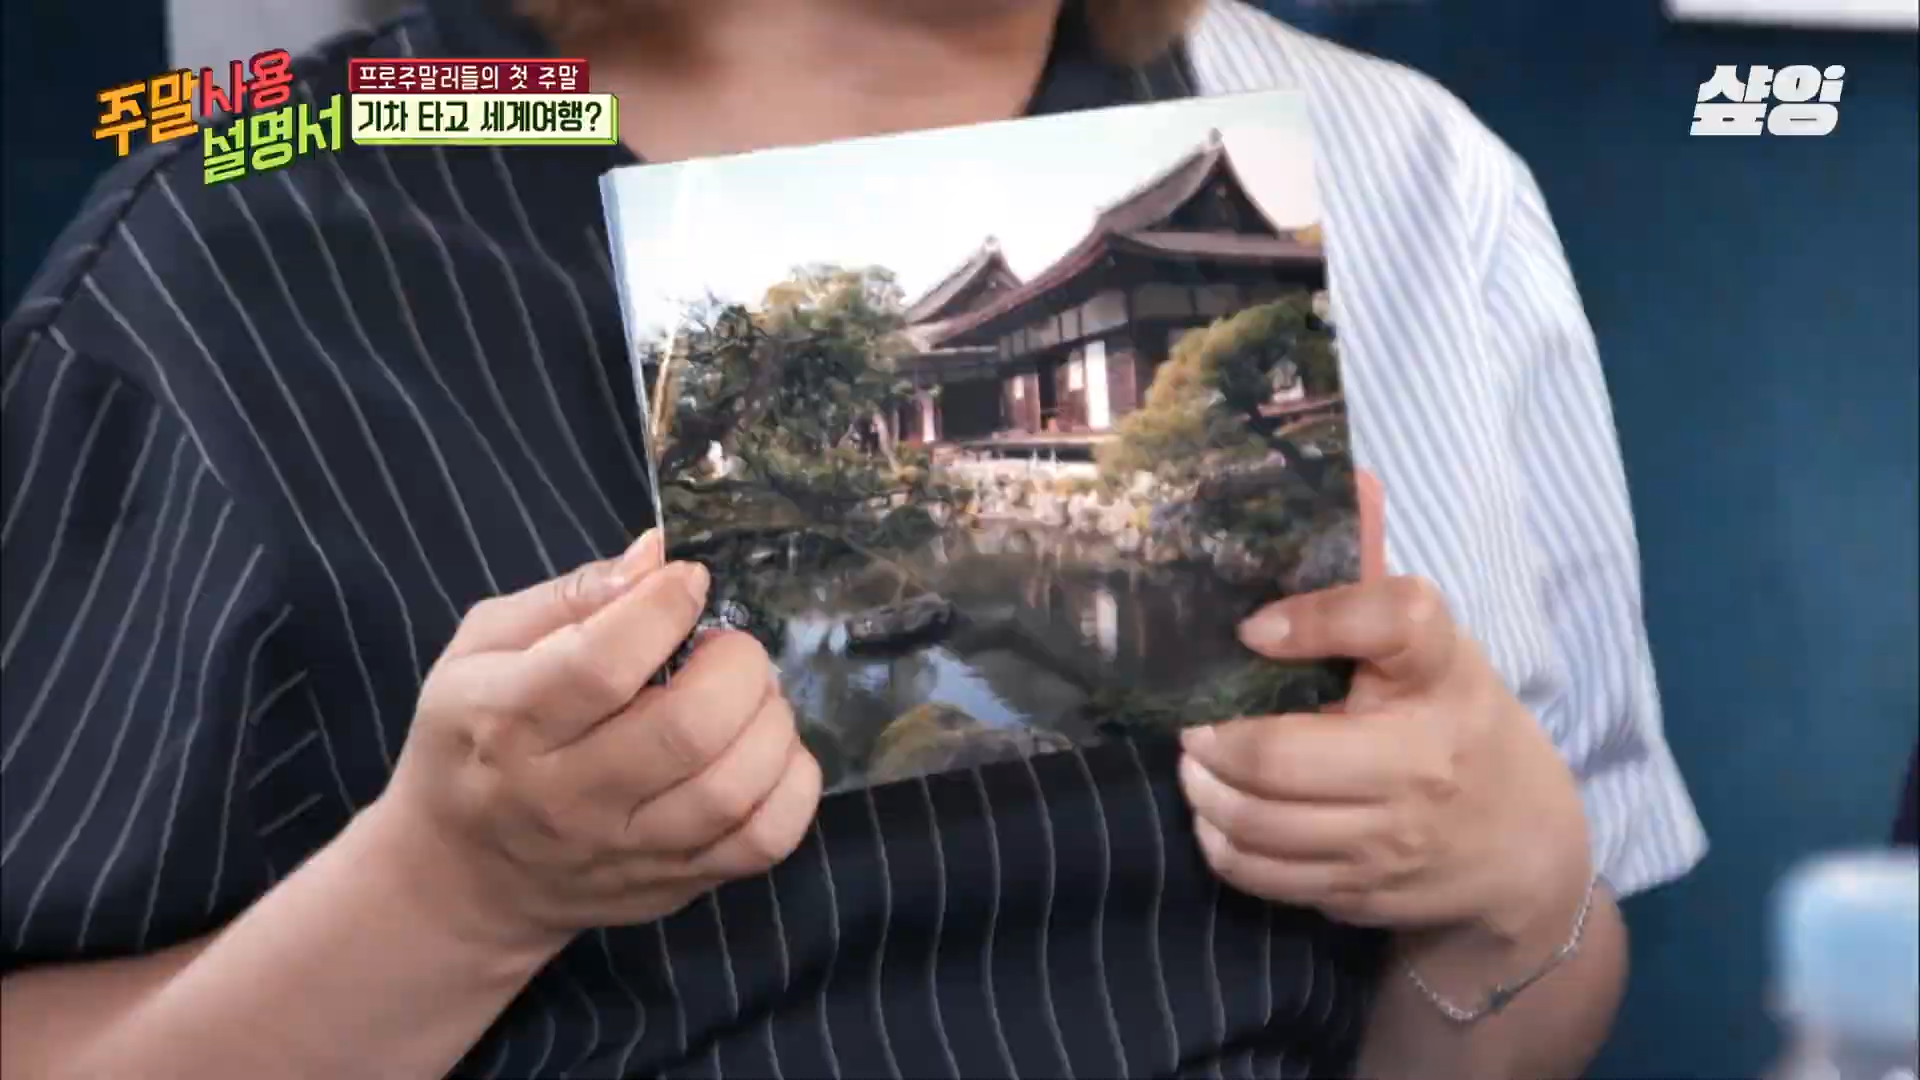 주말사용
설명서
프로주말러들의 첫 주말
기차 타고 세계여행?
샾잉